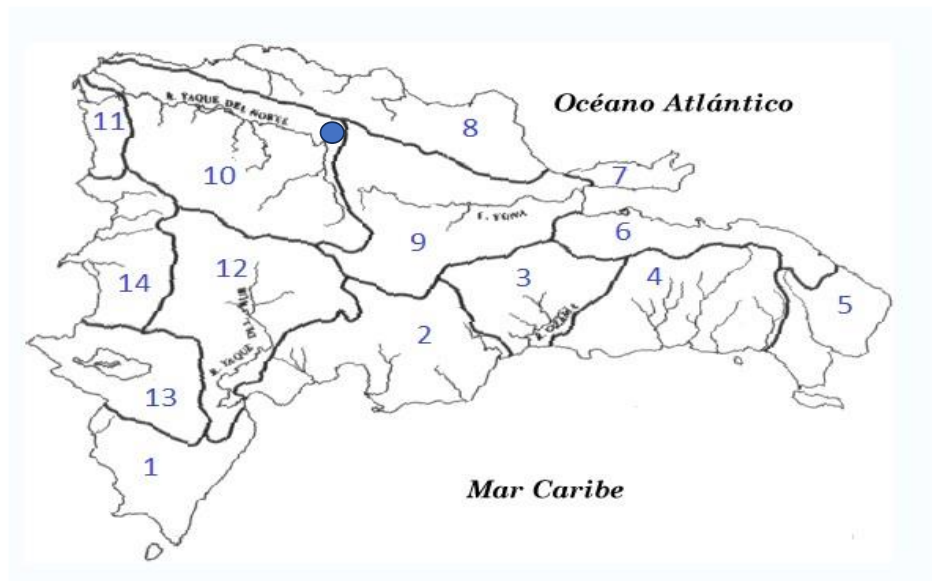 R. YAQUE DEL NORTE
Océano Atlántico
11
8
10
7
YUNA
6
9
12
3
4
14
5
R. YAQUE DEL SUR
OZAMA
2
13
1
Mar Caribe